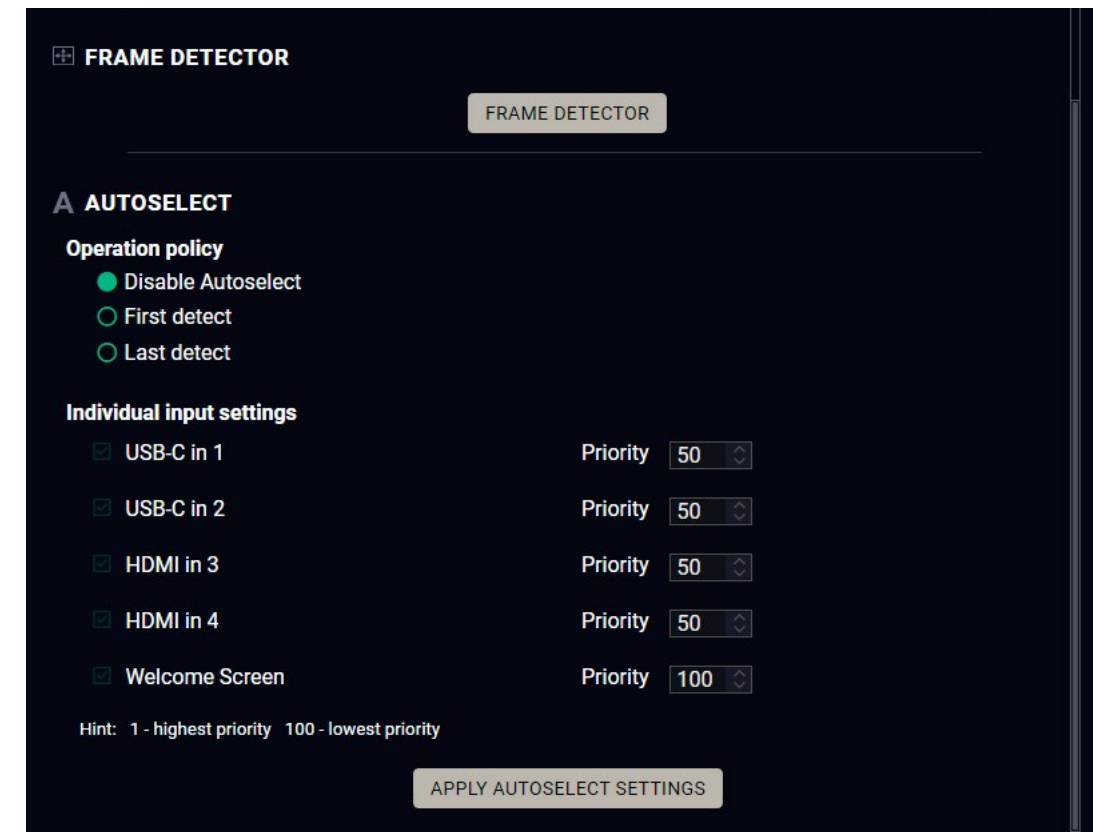 FRAME DETECTOR
FRAME DETECTOR
A AUTOSELECT
Operation policy
Disable Autoselect
First detect
Last detect
Individual input settings
USB-C in 1 Priority 50
USB-C in 2 Priority 50
HDMI in 3 Priority 50
HDMI in 4 Priority 50
Welcome Screen Priority 100
Hint: 1 - highest priority 100 - lowest priority
APPLY AUTOSELECT SETTINGS